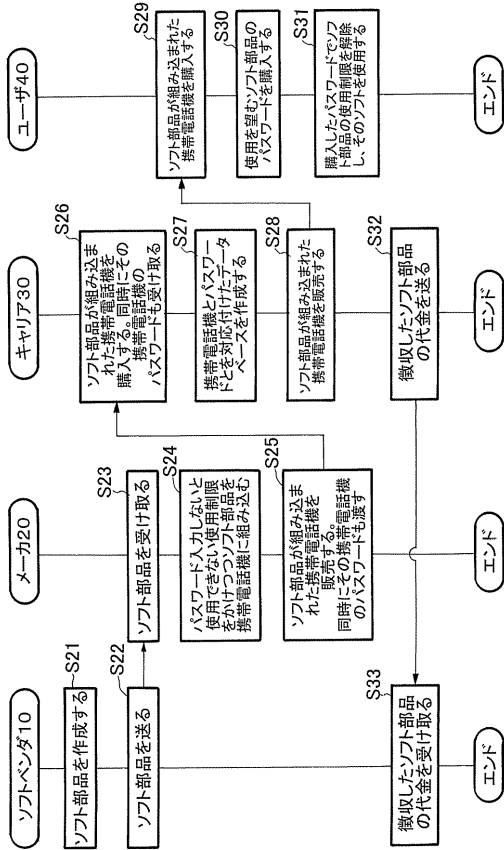 ソフトベンダ10
S21
ソフト部品を作成する
S22
ソフト部品を送る
S33
徴収したソフト部品
の代金を受け取る
エンド
メーカ20
S23
ソフト部品を受け取る
S24
パスワード入力しないと
使用できない使用制限
をかけつつソフト部品を
携帯電話機に組み込む
S25
ソフト部品が組み込ま
れた携帯電話機を
販売する。
同時にその携帯電話機
のパスワードも渡す
エンド
キャリア30
S26
ソフト部品が組み込ま
れた携帯電話機を
購入する。同時にその
携帯電話機の
パスワードも受け取る
S27
携帯電話機とパスワー
ドとを対応付けたデータ
ベースを作成する
S28
ソフト部品が組み込まれた
携帯電話機を販売する
S32
徴収したソフト部品
の代金を送る
エンド
ユーザ40
S29
ソフト部品が組み込まれた
携帯電話機を購入する
S30
使用を望むソフト部品の
パスワードを購入する
S31
購入したパスワードでソフ
ト部品の使用制限を解除
し、そのソフトを使用する
エンド